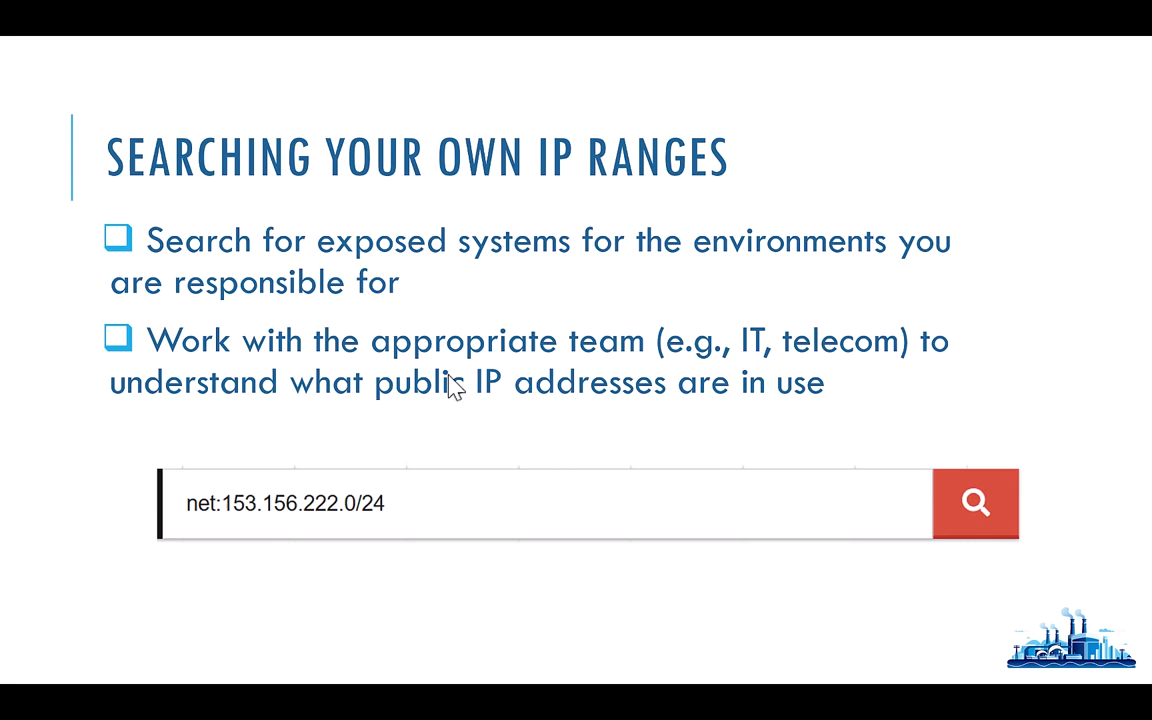 SEARCHING YOUR OWN IP RANGES
Search for exposed systems for the environments you
are responsible for
Work with the appropriate team (e.g., IT, telecom) to
understand what public IP addresses are in use
net:153.156.222.0/24